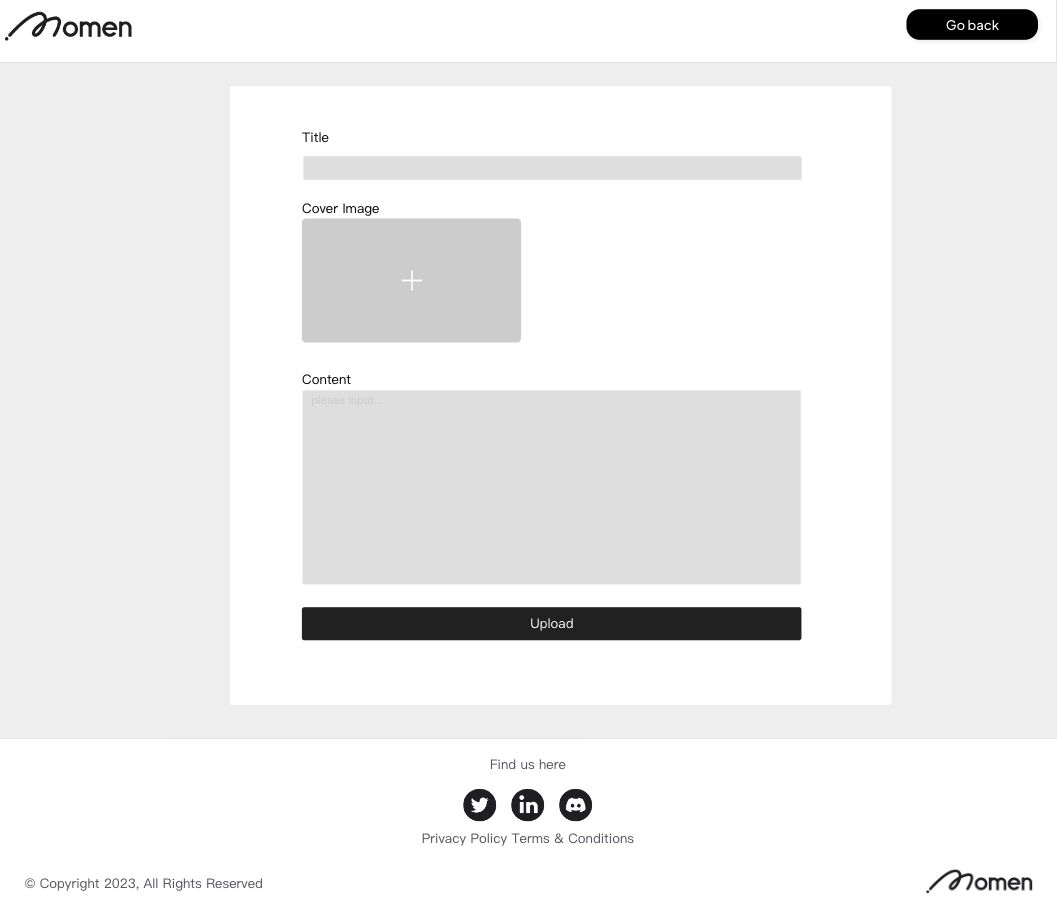 Momen
Go back
Title
Cover Image
Content
please input...
Upload
Find us here
in
Privacy Policy Terms & Conditions
© Copyright 2023, All Rights Reserved
Momen